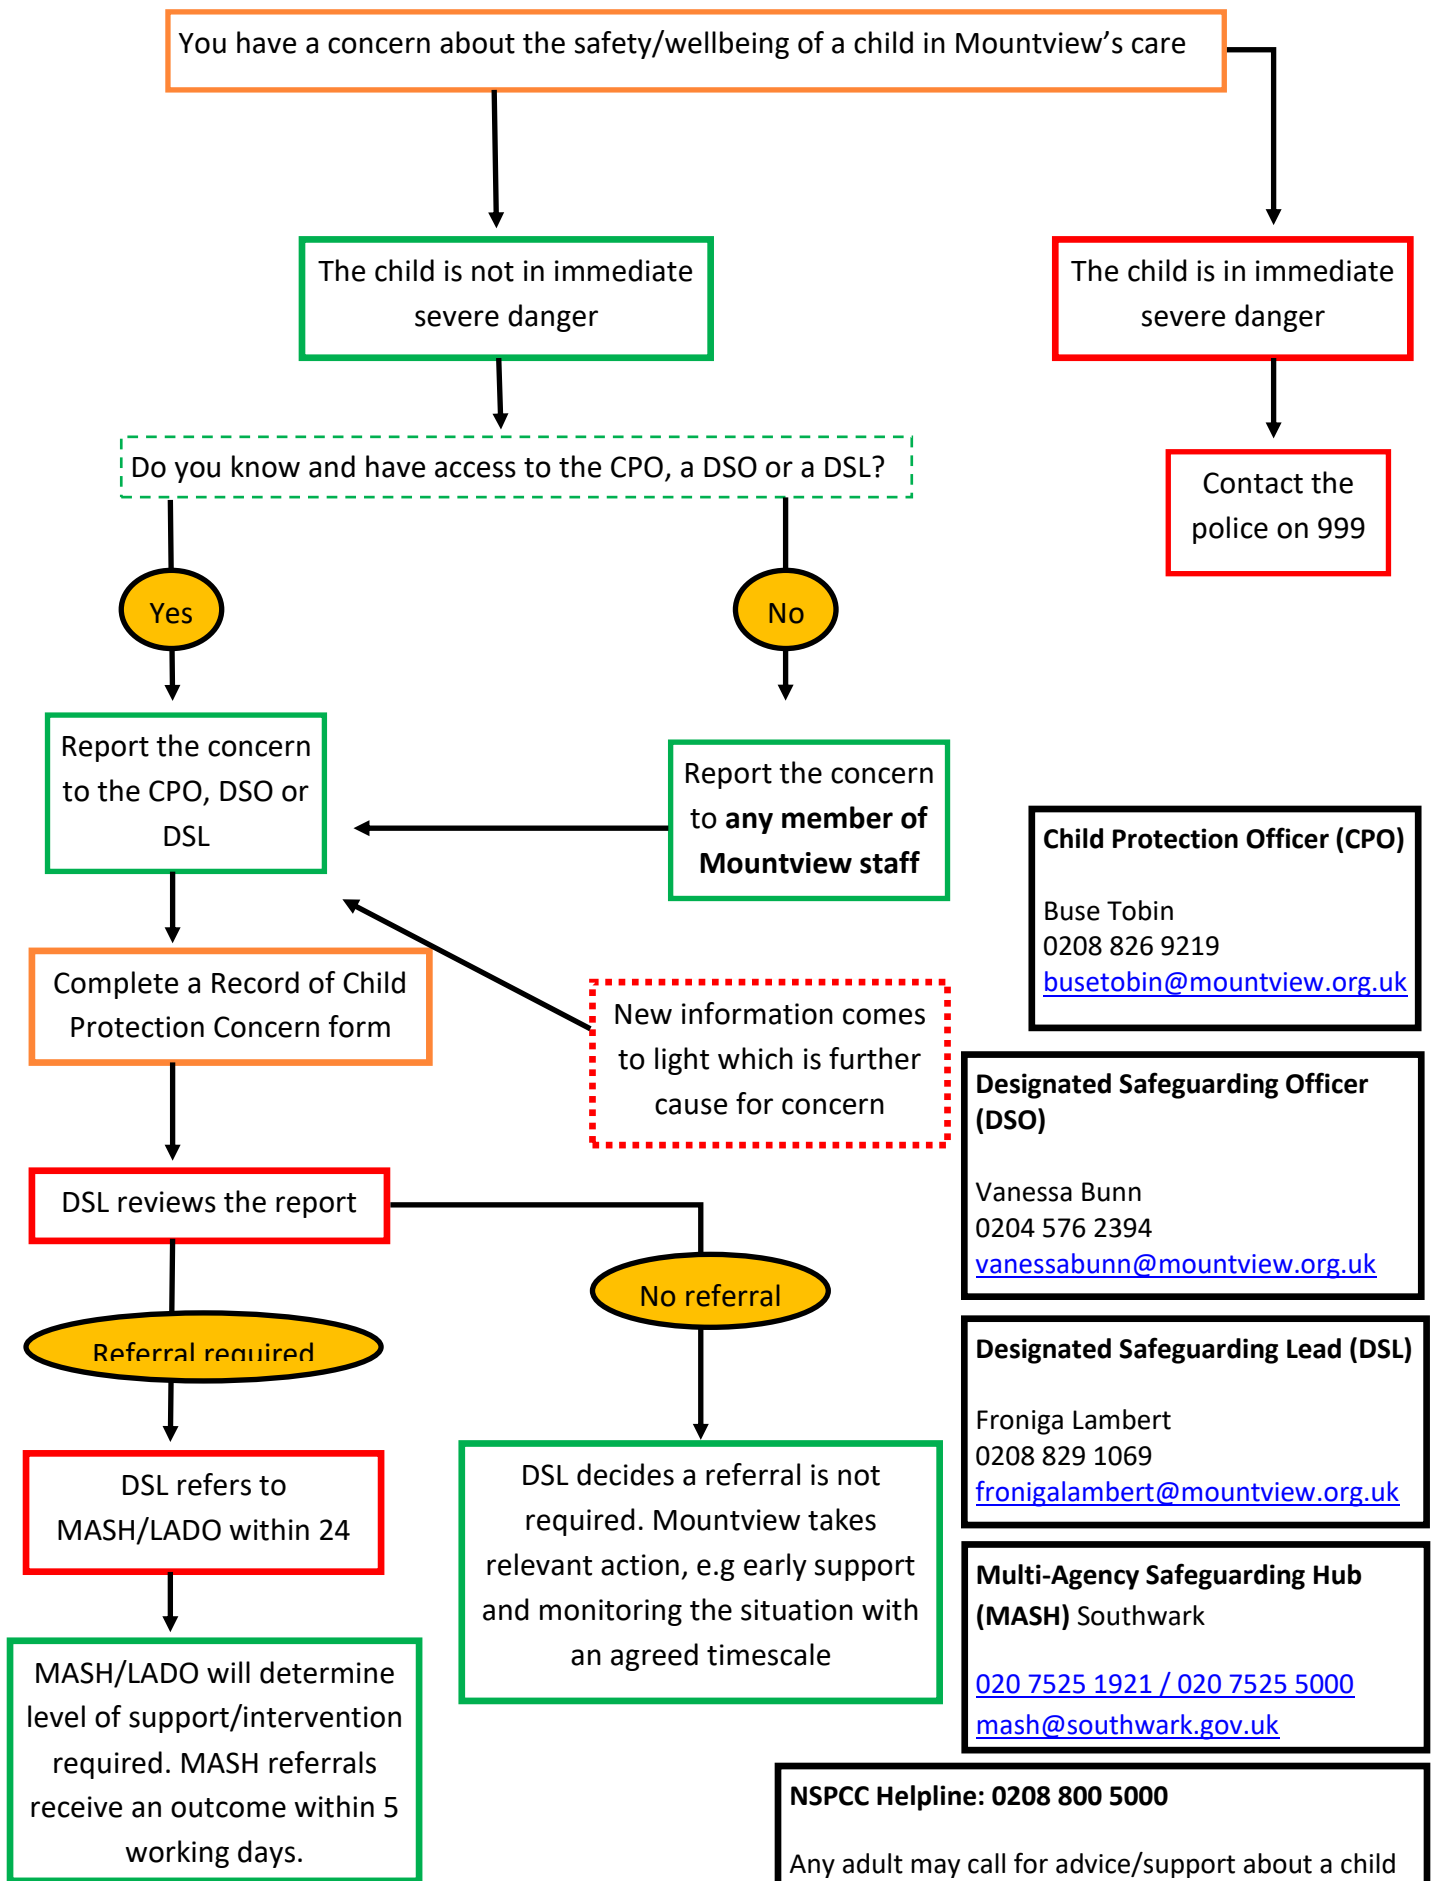 You have a concern about the safety/wellbeing of a child in Mountview's care
The child is not in immediate
severe danger
The child is in immediate
severe danger
Do you know and have access to the CPO, a DSO or a DSL?
Contact the
police on 999
Yes
No
Report the concern
to the CPO, DSO or
DSL
Report the concern
to any member of
Mountview staff
Complete a Record of Child
Protection Concern form
New information comes
to light which is further
cause for concern
DSL reviews the report
No referral
Referral required
DSL refers to
MASH/LADO within 24
DSL decides a referral is not
required. Mountview takes
relevant action, e.g early support
and monitoring the situation with
an agreed timescale
MASH/LADO will determine
level of support/intervention
required. MASH referrals
receive an outcome within 5
working days.
Child Protection Officer (CPO)
Buse Tobin
0208 826 9219
busetobin@mountview.org.uk
Designated Safeguarding Officer
(DSO)
Vanessa Bunn
0204 576 2394
vanessabunn@mountview.org.uk
Designated Safeguarding Lead (DSL)
Froniga Lambert
0208 829 1069
fronigalambert@mountview.org.uk
Multi-Agency Safeguarding Hub
(MASH) Southwark
020 7525 1921 / 020 7525 5000
mash@southwark.gov.uk
NSPCC Helpline: 0208 800 5000
Any adult may call for advice/support about a child